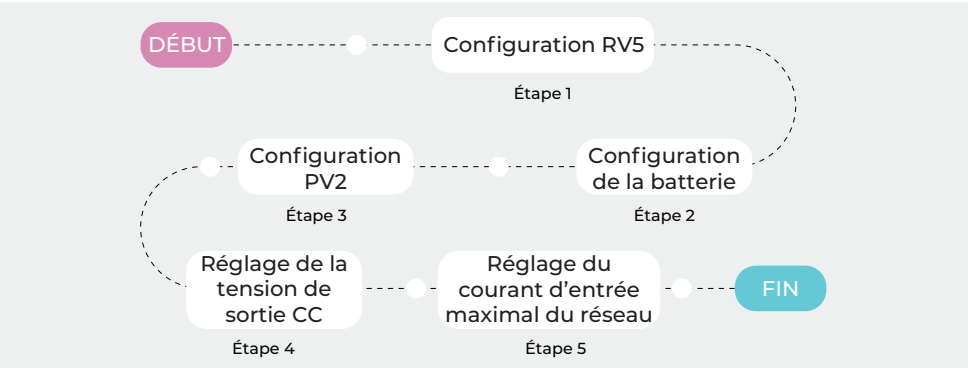 DÉBUT
Configuration RV5
Étape 1
Configuration
de la batterie
Étape 2
Configuration
PV2
Étape 3
Réglage de la
tension de
sortie CC
Étape 4
Réglage du
courant d’entrée
maximal du réseau
Étape 5
FIN